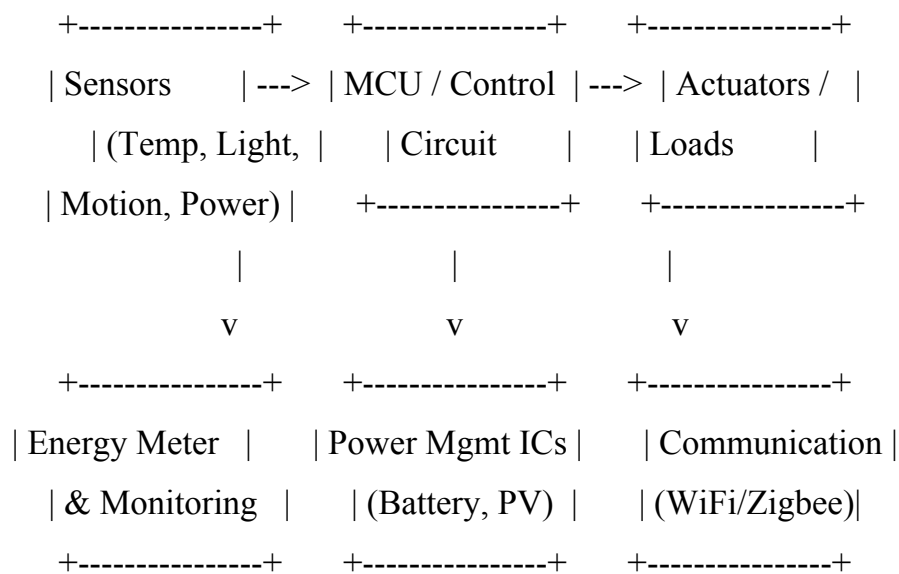 +----------------+ +----------------+ +---------------+
| Sensors | ---> | MCU / Control | ---> | Actuators / |
| (Temp, Light, | | Circuit | | Loads |
| Motion, Power) | +----------------+ +----------------+
| | |
v v v
+----------------+ +----------------+ +---------------+
| Energy Meter | | Power Mgmt ICs | | Communication |
| & Monitoring | | (Battery, PV) | | (WiFi/Zigbee)|
+----------------+ +----------------+ +---------------+